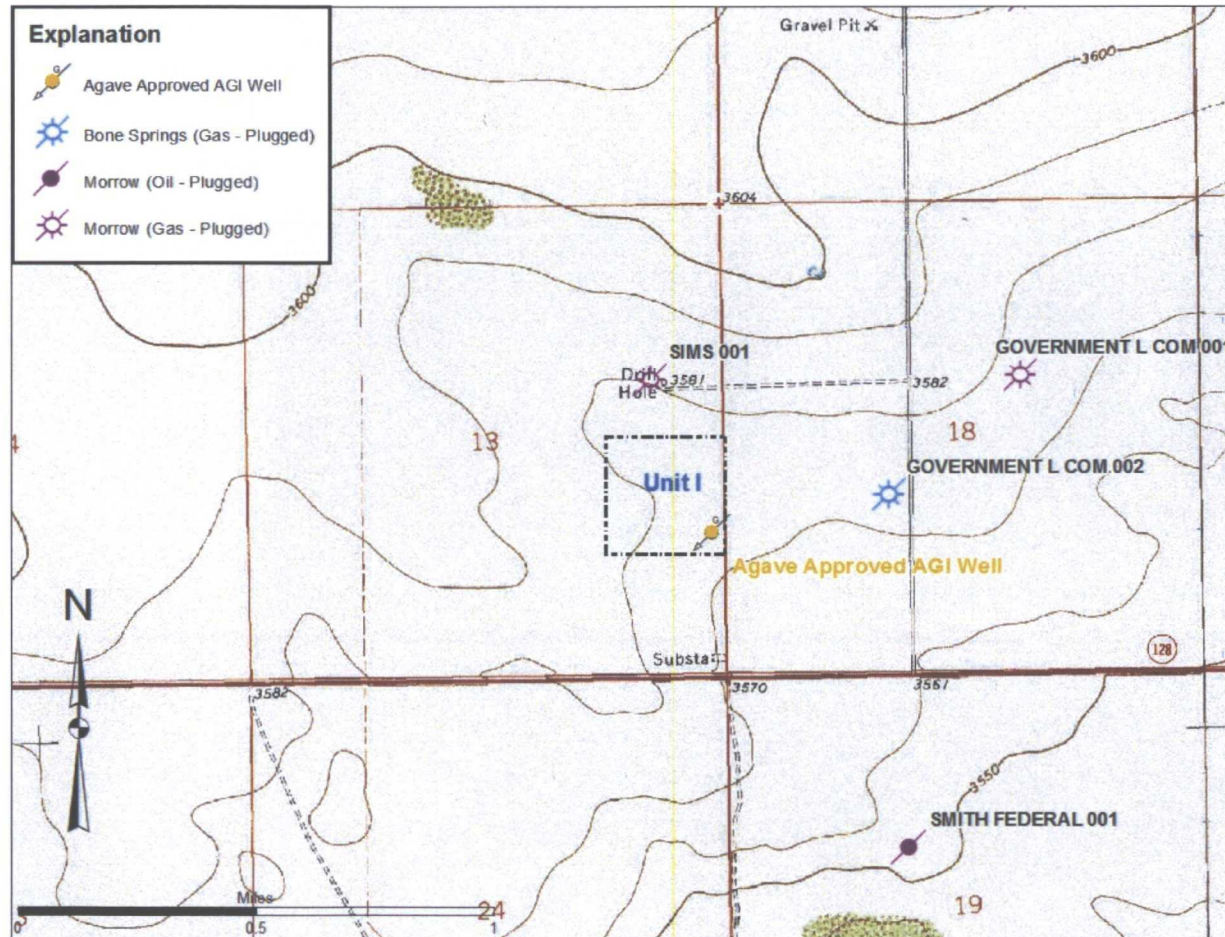 Explanation
Agave Approved AGI Well
Bone Springs (Gas - Plugged)
Morrow (Oil - Plugged)
Morrow (Gas - Plugged)
Gravel Pit
3600
3604
3600
SIMS 001
GOVERNMENT L COM 001
Drill
3581
3582
Hole
13
18
GOVERNMENT L COM 002
Unit I
G
Agave Approved AGI Well
N
128
Substa
3582
3570
3561
3550
SMITH FEDERAL 001
Miles
24
19
0
0.5
1